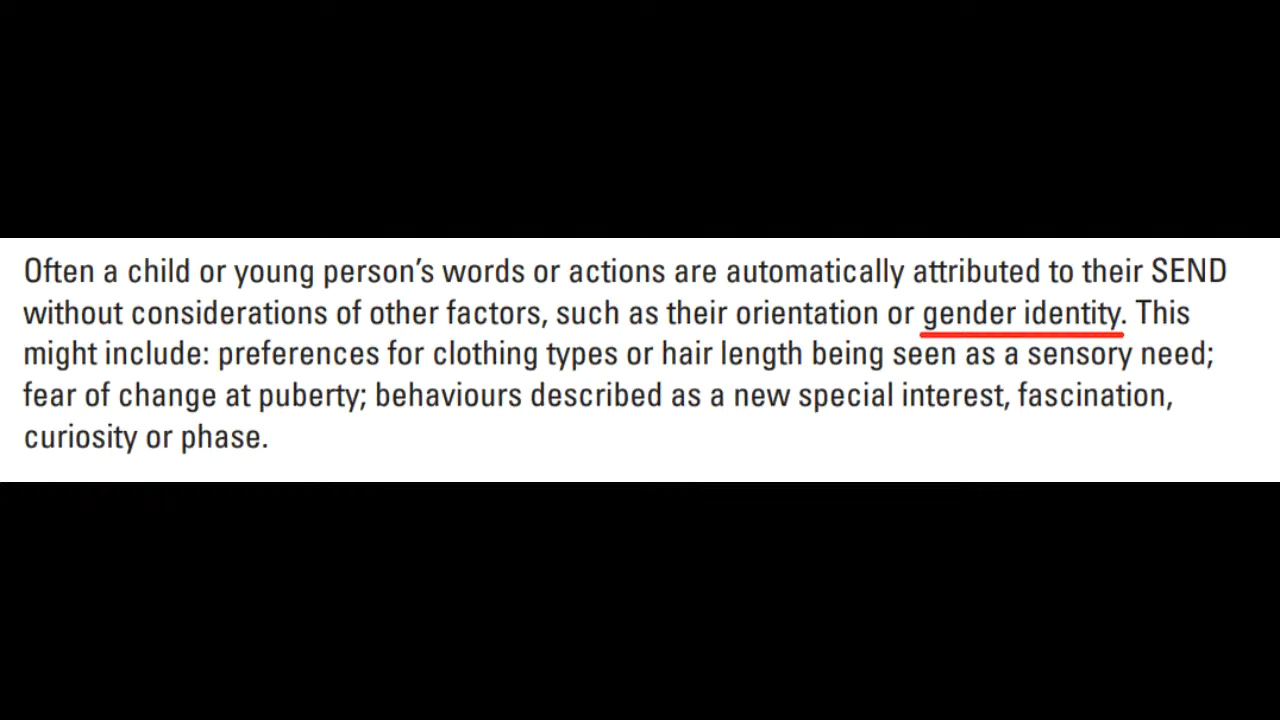 Often a child or young person’s words or actions are automatically attributed to their SEND
without considerations of other factors, such as their orientation or gender identity. This
might include: preferences for clothing types or hair length being seen as a sensory need;
fear of change at puberty; behaviours described as a new special interest, fascination,
curiosity or phase.